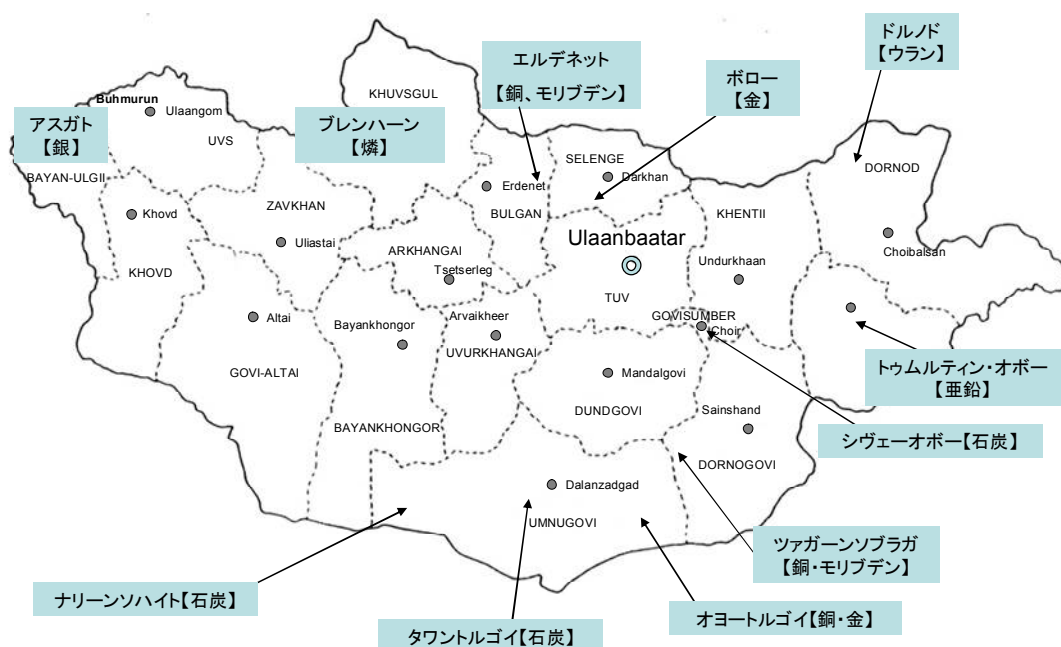 ドルノド
【ウラン】
エルデネット
【銅、モリブデン】
ボロー
【金】
KHUVSGUL
Buhmurun
Ulaangom
アスガト
【銀】
UVS
ブレンハーン
【燐】
SELENGE
Darkhan
DORNOD
BAYAN-ULGII
Erdenet
ZAVKHAN
BULGAN
KHENTII
Khovd
Uliastai
ARKHANGAI
Ulaanbaatar
Choibalsan
KHOVD
Tsetserleg
Undurkhaan
TUV
Altai
Bayankhongor
Arvaikheer
GOVISUMBER
Choir
UVURKHANGAI
GOVI-ALTAI
Mandalgovi
トゥムルティン・オボー
【亜鉛】
DUNDGOVI
Sainshand
BAYANKHONGOR
シヴェーオボー【石炭】
DORNOGOVI
Dalanzadgad
UMNUGOVI
ツァガーンソブラガ
【銅・モリブデン】
ナリーンソハイト【石炭】
オヨートルゴイ【銅・金】
タワントルゴイ【石炭】